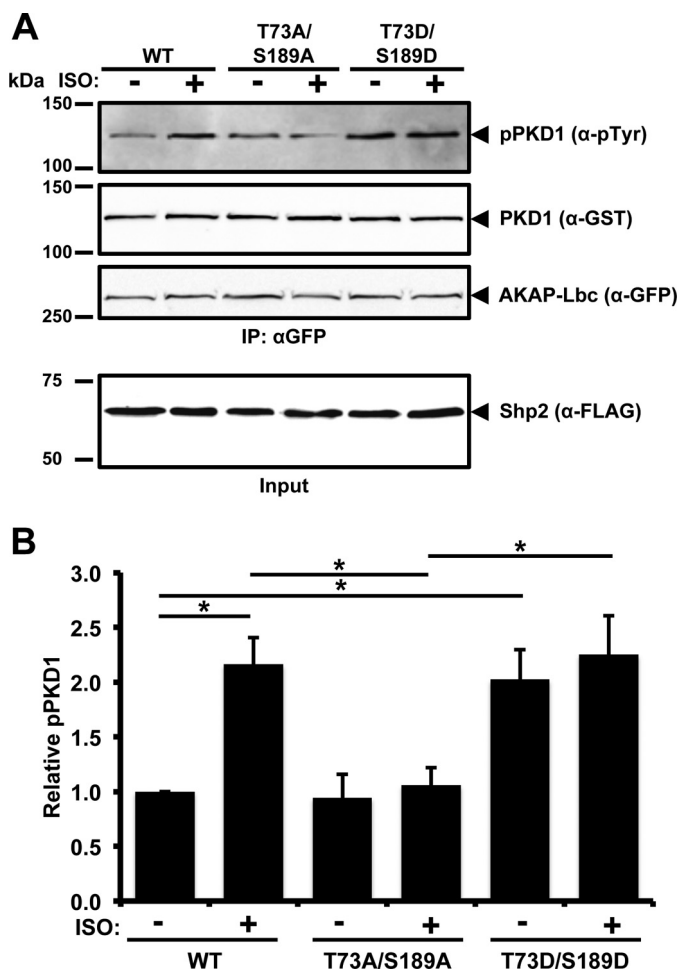 A
WT
T73A/
S189A
T73D/
S189D
kDa ISO: - + - + - +
150
100
pPKD1 (α-pTyr)
150
100
PKD1 (α-GST)
250
AKAP-Lbc (α-GFP)
IP: αGFP
75
50
Shp2 (α-FLAG)
Input
B
* * * *
Relative pPKD1
3.0
2.5
2.0
1.5
1.0
0.5
0.0
ISO: - + - + - +
WT T73A/S189A T73D/S189D